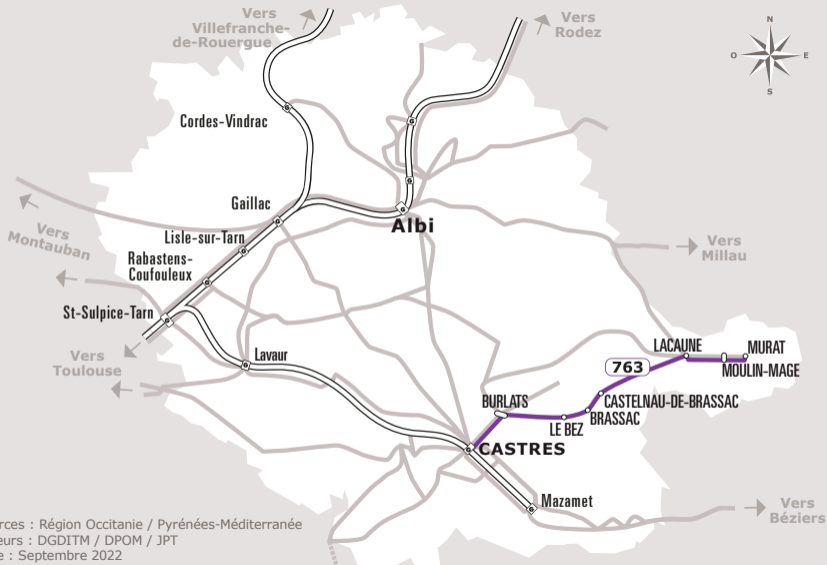 Vers
Villefranche-
de-Rouergue
Vers
Rodez
N
O
E
S
Cordes-Vindrac
Gaillac
Albi
Vers
Montauban
Lisle-sur-Tarn
Rabastens-
Coufouleux
Vers
Millau
St-Sulpice-Tarn
Vers
Toulouse
Lavaur
LACAUNE
MURAT
763
MOULIN-MAGE
BURLATS
CASTELNAU-DE-BRASSAC
BRASSAC
LE BEZ
CASTRES
Mazamet
Vers
Béziers
rces : Région Occitanie / Pyrénées-Méditerranée
eurs : DGDITM / DPOM / JPT
e : Septembre 2022